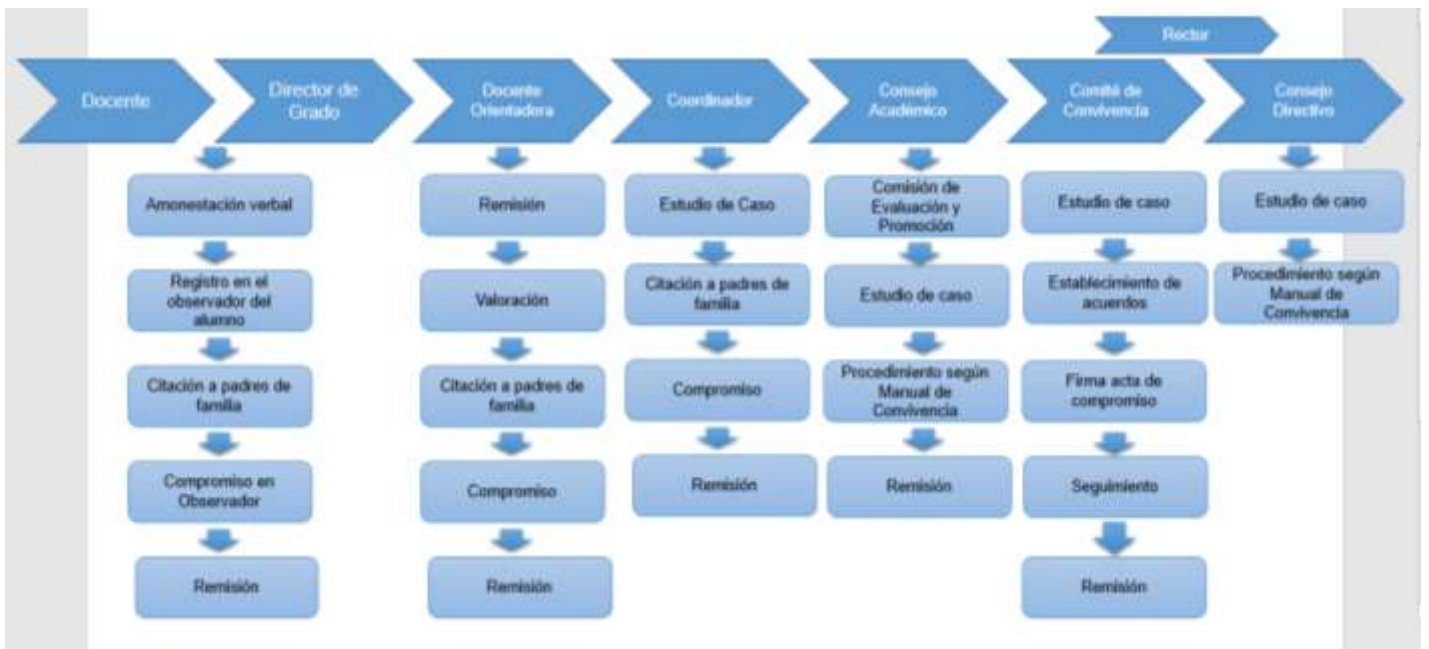 Rector
Docente
Director de
Grado
Docente
Orientadora
Coordinador
Consejo
Académico
Comité de
Convivencia
Consejo
Directivo
Amonestación verbal
Registro en el
observador del
alumno
Citación a padres de
familia
Compromiso en
Observador
Remisión
Remisión
Valoración
Citación a padres de
familia
Compromiso
Remisión
Estudio de Caso
Citación a padres de
familia
Compromiso
Remisión
Comisión de
Evaluación y
Promoción
Estudio de caso
Procedimiento según
Manual de
Convivencia
Remisión
Estudio de caso
Establecimiento de
acuerdos
Firma acta de
compromiso
Seguimiento
Remisión
Estudio de caso
Procedimiento según
Manual de
Convivencia